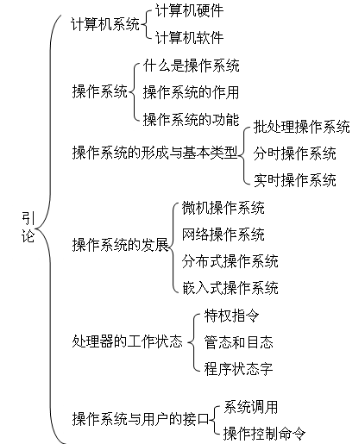 引论
计算机系统
计算机硬件
计算机软件
操作系统
什么是操作系统
操作系统的作用
操作系统的功能
操作系统的形成与基本类型
批处理操作系统
分时操作系统
实时操作系统
操作系统的发展
微机操作系统
网络操作系统
分布式操作系统
嵌入式操作系统
处理器的工作状态
特权指令
管态和目态
程序状态字
操作系统与用户的接口
系统调用
操作控制命令